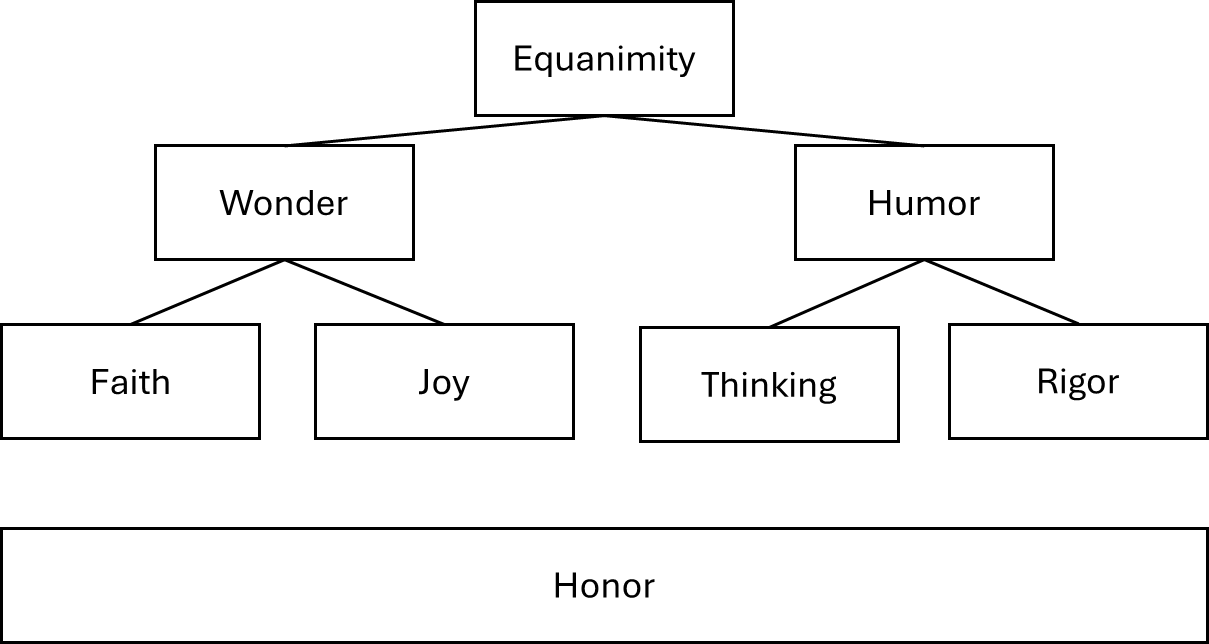 Equanimity
Wonder
Humor
Faith
Joy
Thinking
Rigor
Honor